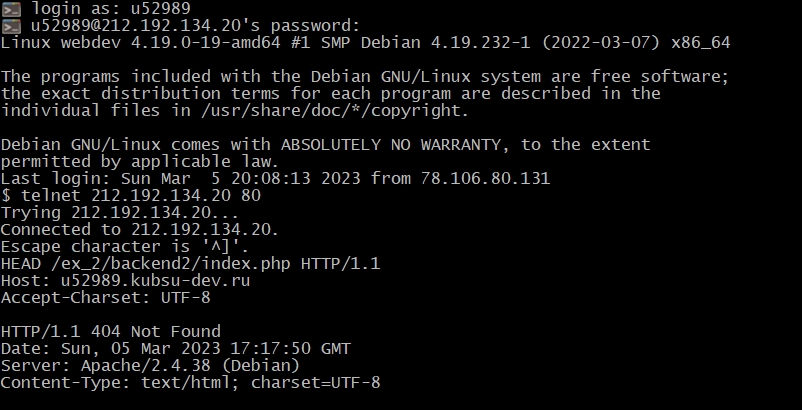 login as: u52989
u52989@212.192.134.20's password:
Linux webdev 4.19.0-19-amd64 #1 SMP Debian 4.19.232-1 (2022-03-07) x86_64

The programs included with the Debian GNU/Linux system are free software;
the exact distribution terms for each program are described in the
individual files in /usr/share/doc/*/copyright.

Debian GNU/Linux comes with ABSOLUTELY NO WARRANTY, to the extent
permitted by applicable law.
Last login: Sun Mar  5 20:08:13 2023 from 78.106.80.131
$ telnet 212.192.134.20 80
Trying 212.192.134.20...
Connected to 212.192.134.20.
Escape character is '^]'.
HEAD /ex_2/backend2/index.php HTTP/1.1
Host: u52989.kubsu-dev.ru
Accept-Charset: UTF-8

HTTP/1.1 404 Not Found
Date: Sun, 05 Mar 2023 17:17:50 GMT
Server: Apache/2.4.38 (Debian)
Content-Type: text/html; charset=UTF-8